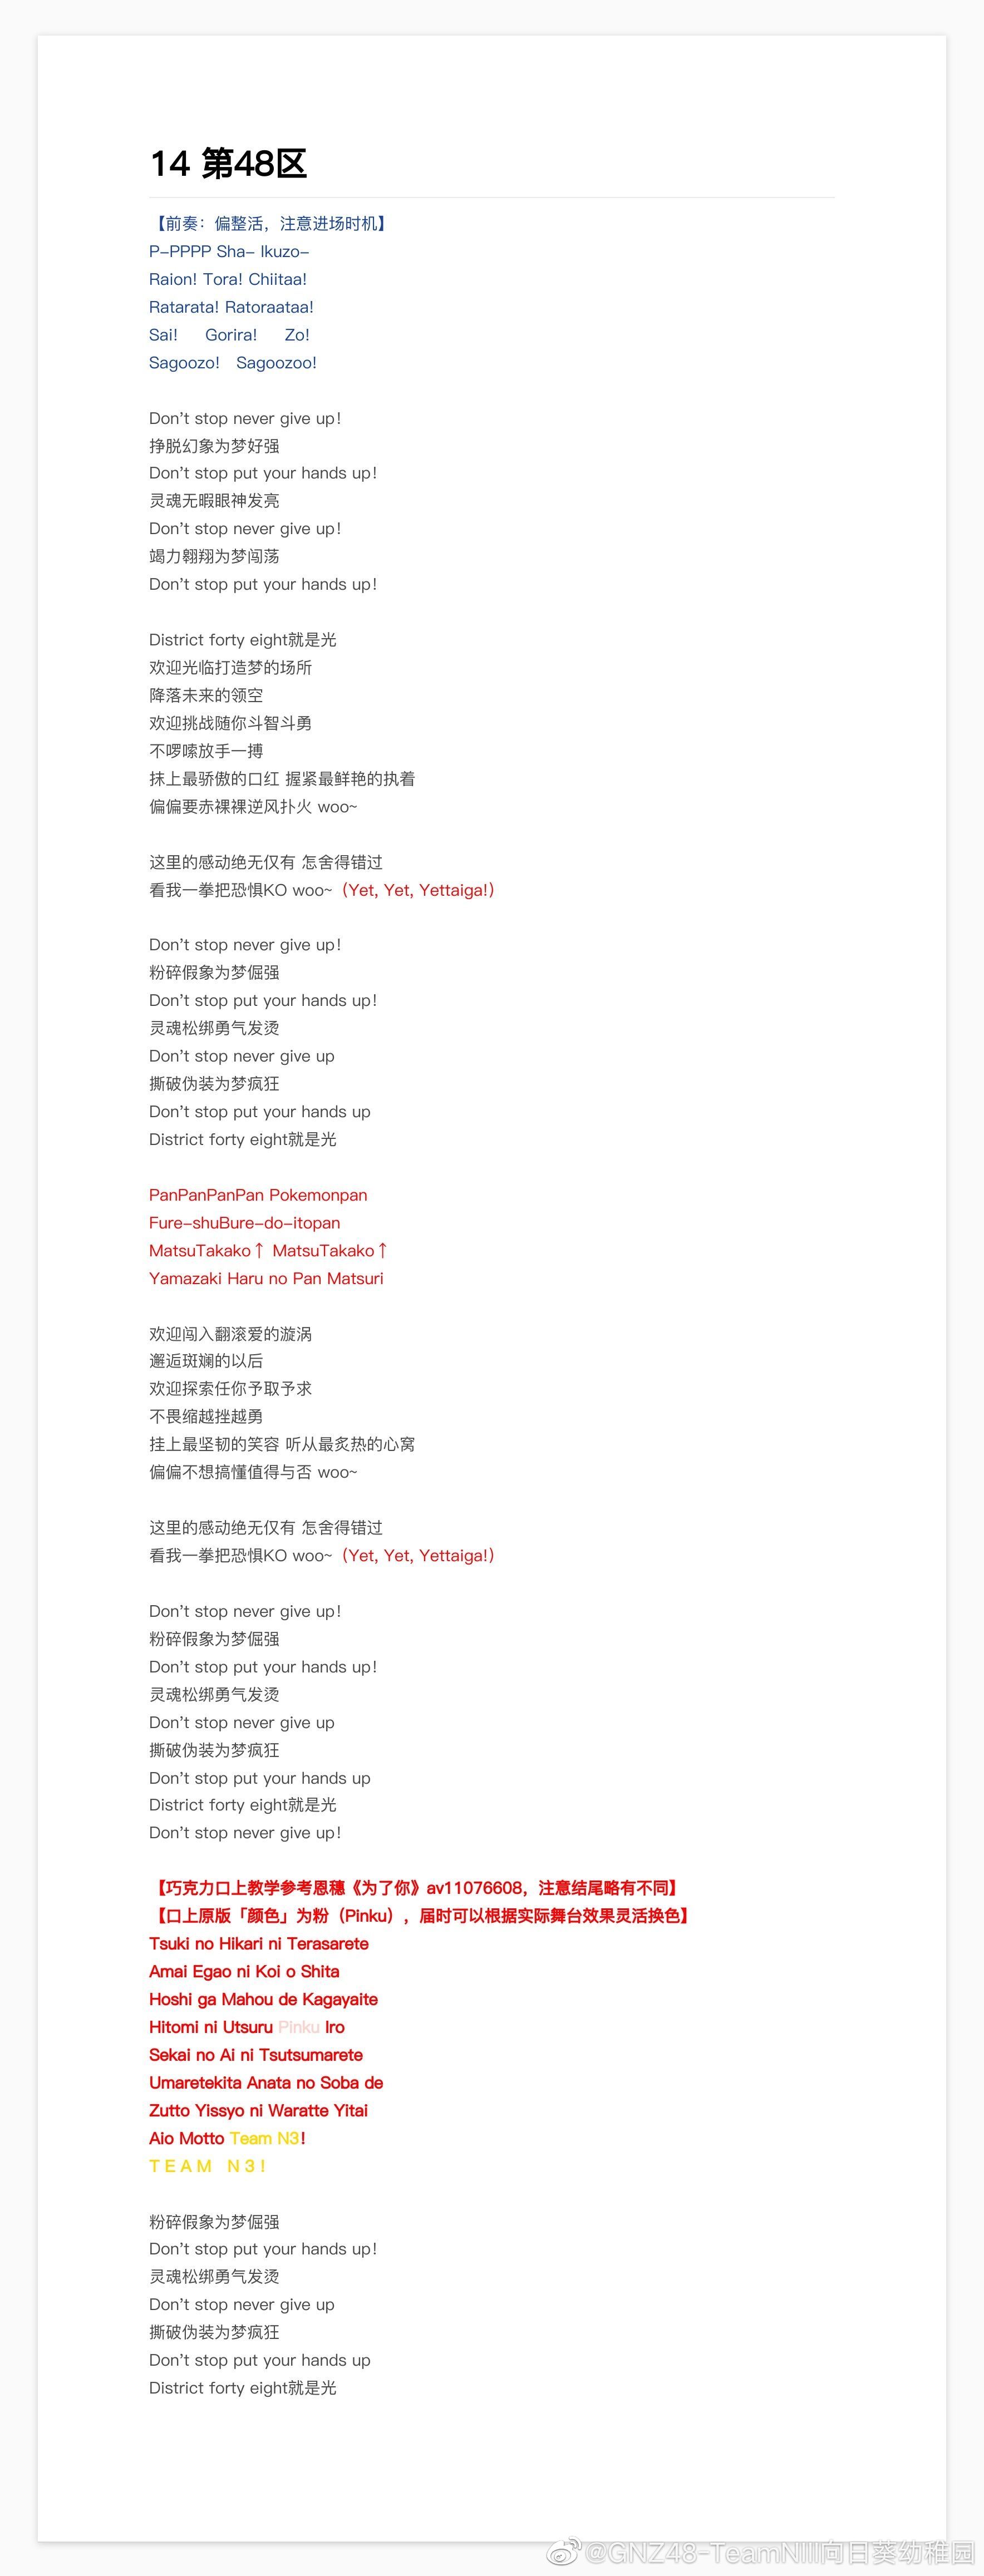 14 第48区
【前奏：偏整活，注意进场时机】
P-PPPP Sha- Ikuzo-
Raion! Tora! Chiitaa!
Ratarata! Ratoraataa!
Sai! Gorira! Zo!
Sagoozo! Sagoozoo!
Don't stop never give up!
挣脱幻象为梦好强
Don't stop put your hands up!
灵魂无暇眼神发亮
Don't stop never give up!
竭力翱翔为梦闯荡
Don't stop put your hands up!
District forty eight就是光
欢迎光临打造梦的场所
降落未来的领空
欢迎挑战随你斗智斗勇
不啰嗦放手一搏
抹上最骄傲的口红 握紧最鲜艳的执着
偏偏要赤裸裸逆风扑火 woo~
这里的感动绝无仅有 怎舍得错过
看我一拳把恐惧KO woo~（Yet, Yet, Yettaiga!）
Don't stop never give up!
粉碎假象为梦倔强
Don't stop put your hands up!
灵魂松绑勇气发烫
Don't stop never give up
撕破伪装为梦疯狂
Don't stop put your hands up
District forty eight就是光
PanPanPanPan Pokemonpan
Fure-shuBure-do-itopan
MatsuTakako↑ MatsuTakako↑
Yamazaki Haru no Pan Matsuri
欢迎闯入翻滚爱的漩涡
邂逅斑斓的以后
欢迎探索任你予取予求
不畏缩越挫越勇
挂上最坚韧的笑容 听从最炙热的心窝
偏偏不想搞懂值得与否 woo~
这里的感动绝无仅有 怎舍得错过
看我一拳把恐惧KO woo~（Yet, Yet, Yettaiga!）
Don't stop never give up!
粉碎假象为梦倔强
Don't stop put your hands up!
灵魂松绑勇气发烫
Don't stop never give up
撕破伪装为梦疯狂
Don't stop put your hands up
District forty eight就是光
Don't stop never give up!
【巧克力口上教学参考恩穗《为了你》av11076608，注意结尾略有不同】
【口上原版「颜色」为粉（Pinku），届时可以根据实际舞台效果灵活换色】
Tsuki no Hikari ni Terasarete
Amai Egao ni Koi o Shita
Hoshi ga Mahou de Kagayaite
Hitomi ni Utsuru Pinku Iro
Sekai no Ai ni Tsutsumarete
Umaretekita Anata no Soba de
Zutto Yissyo ni Waratte Yitai
Aio Motto Team N3!
T E A M N 3 !
粉碎假象为梦倔强
Don't stop put your hands up!
灵魂松绑勇气发烫
Don't stop never give up
撕破伪装为梦疯狂
Don't stop put your hands up
District forty eight就是光
@GNZ48-TeamNIII向日葵幼稚园